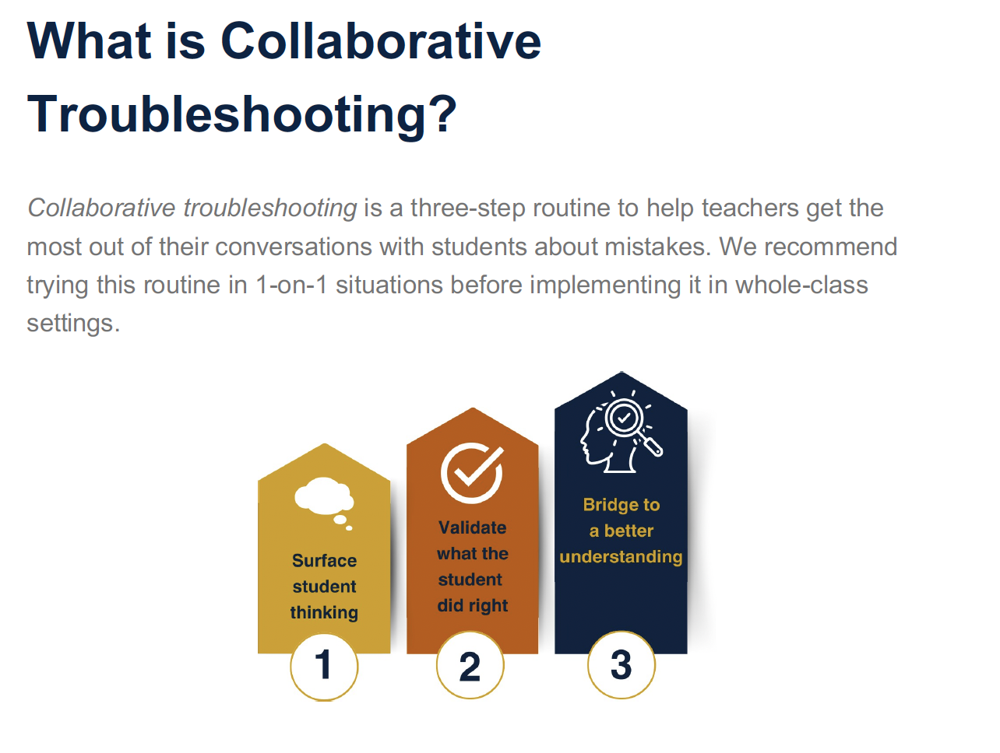 What is Collaborative
Troubleshooting?
Collaborative troubleshooting is a three-step routine to help teachers get the
most out of their conversations with students about mistakes. We recommend
trying this routine in 1-on-1 situations before implementing it in whole-class
settings.
Surface
student
thinking
1
Validate
what the
student
did right
2
Bridge to
a better
understanding
3